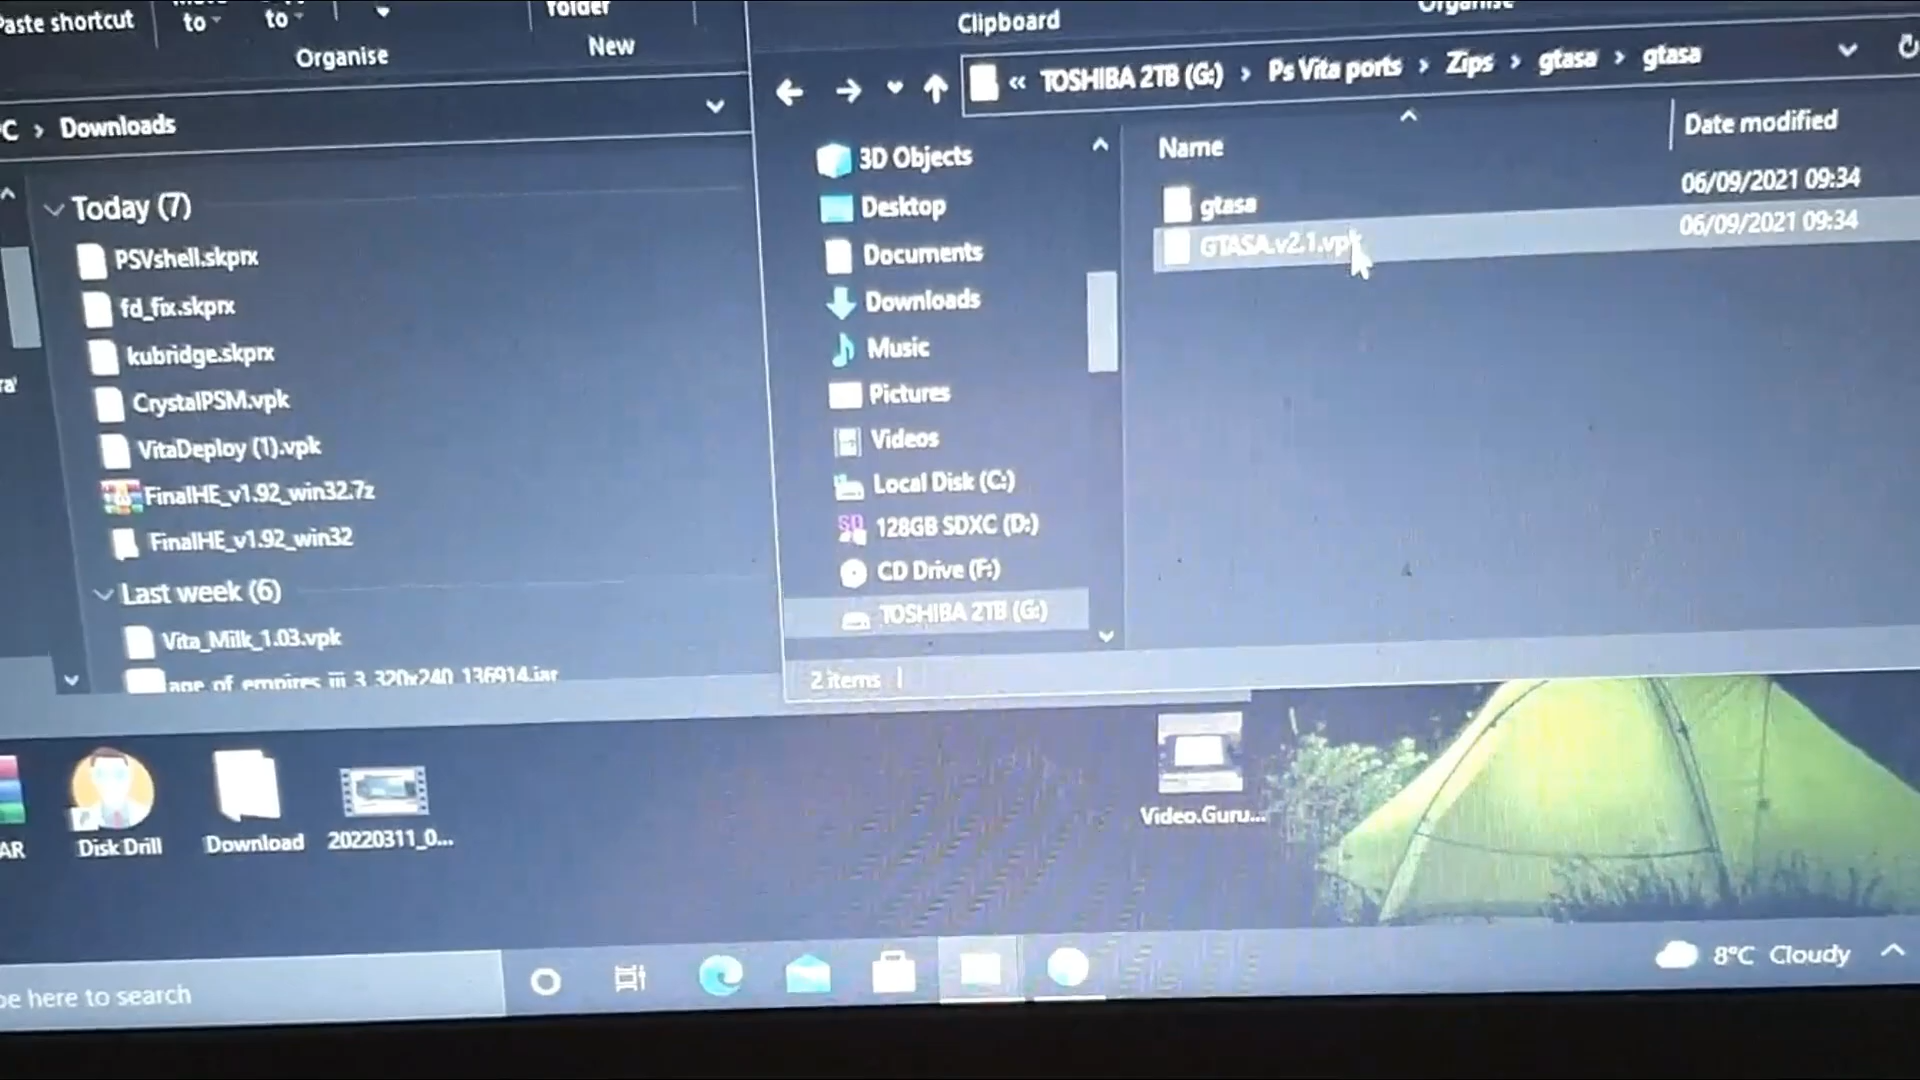 Paste shortcut
to
to
Organise
folder
New
C > Downloads
Today (7)
PSVshell.skprx
fd_fix.skprx
kubridge.skprx
CrystalPSM.vpk
VitaDeploy (1).vpk
FinalHE_v1.92_win32.7z
FinalHE_v1.92_win32
Last week (6)
Vita_Milk_1.03.vpk
age_of_empires_iii_3_320x240_136914.jar
Clipboard
Organise
« TOSHIBA 2TB (G:) > Ps Vita ports > Zips > gtasa > gtasa
Name
Date modified
gtasa
06/09/2021 09:34
GTASA.v2.1.vpk
06/09/2021 09:34
3D Objects
Desktop
Documents
Downloads
Music
Pictures
Videos
Local Disk (C:)
128GB SDXC (D:)
CD Drive (F:)
TOSHIBA 2TB (G:)
2 items
AR
Disk Drill
Download
20220311_0...
Video.Guru...
pe here to search
8°C Cloudy